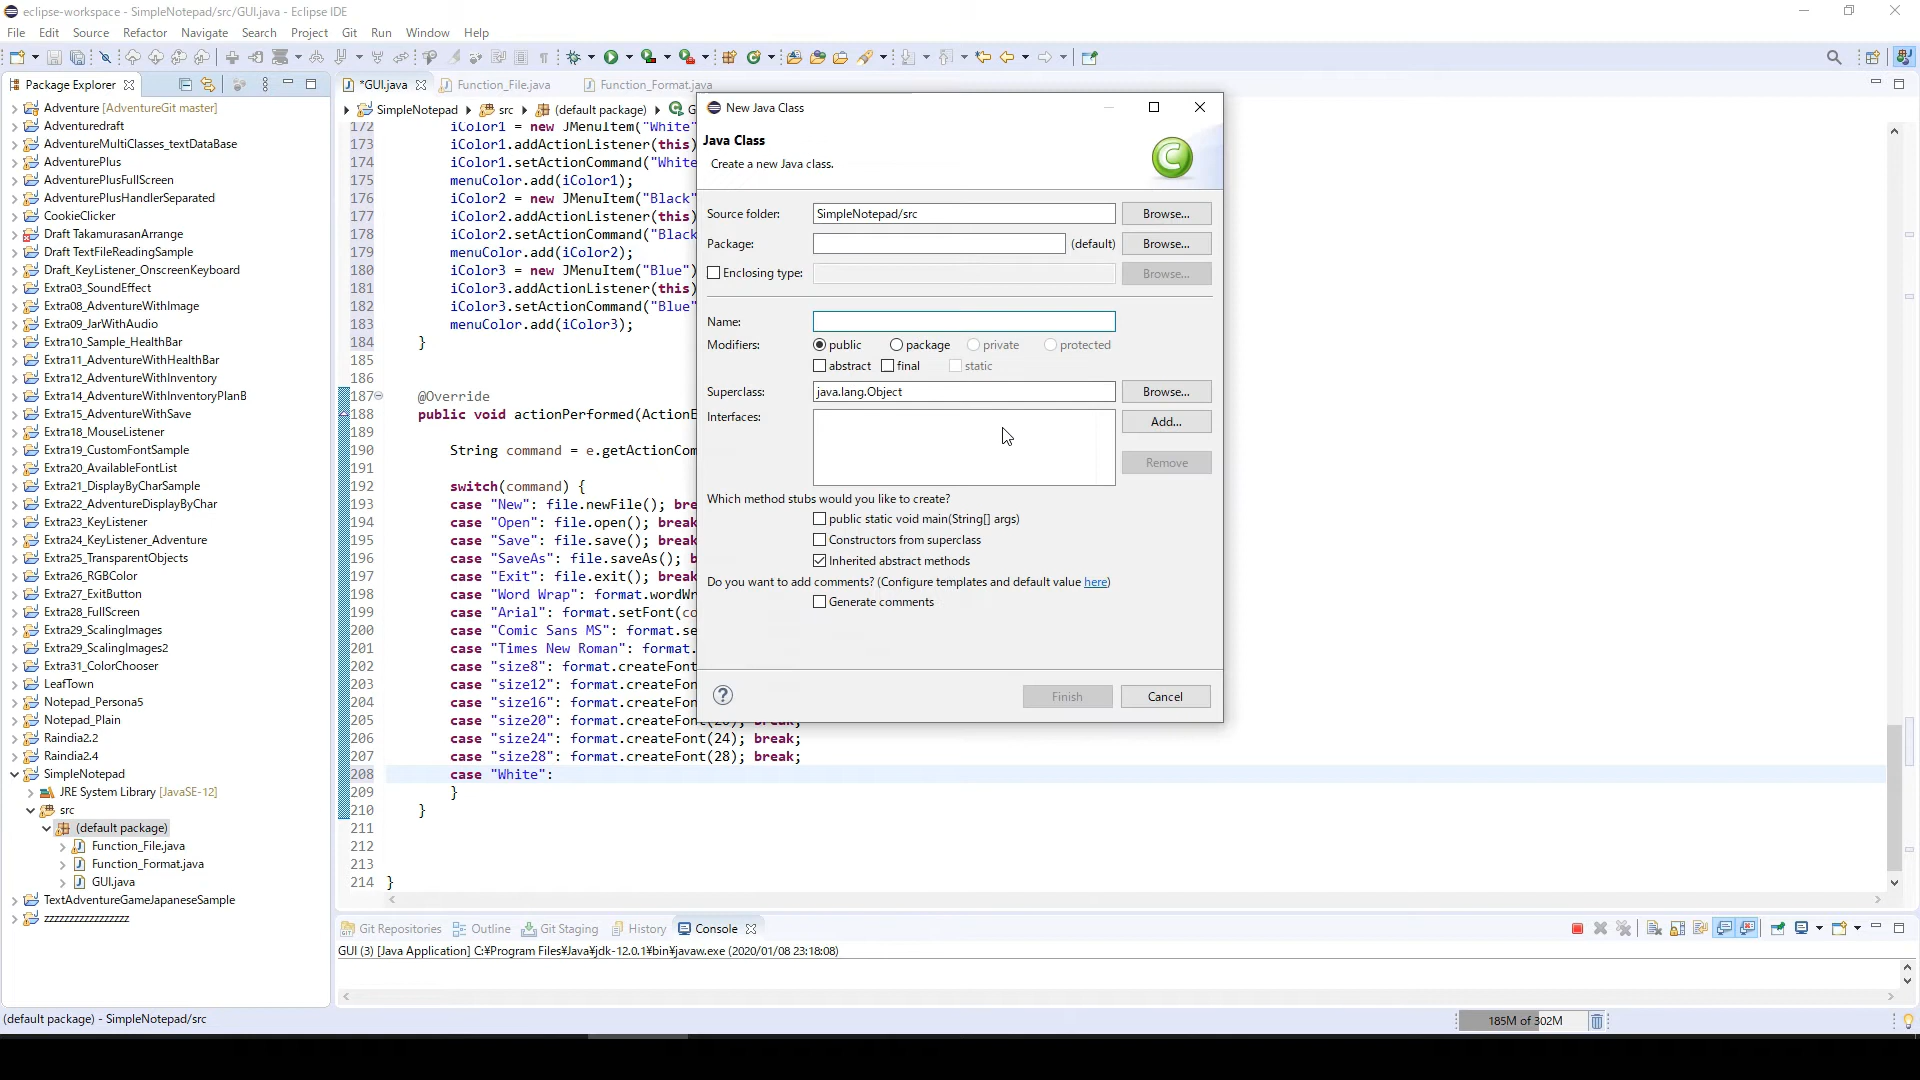 eclipse-workspace - SimpleNotepad/src/GUI.java - Eclipse IDE
File Edit Source Refactor Navigate Search Project Git Run Window Help
Package Explorer
*GUI.java Function_File.java Function_Format.java
SimpleNotepad src (default package) G
Adventure [AdventureGit master]
Adventuredraft
AdventureMultiClasses_textDataBase
AdventurePlus
AdventurePlusFullScreen
AdventurePlusHandlerSeparated
CookieClicker
Draft TakamurasanArrange
Draft TextFileReadingSample
Draft_KeyListener_OnscreenKeyboard
Extra03_SoundEffect
Extra08_AdventureWithImage
Extra09_JarWithAudio
Extra10_Sample_HealthBar
Extra11_AdventureWithHealthBar
Extra12_AdventureWithInventory
Extra14_AdventureWithInventoryPlanB
Extra15_AdventureWithSave
Extra18_MouseListener
Extra19_CustomFontSample
Extra20_AvailableFontList
Extra21_DisplayByCharSample
Extra22_AdventureDisplayByChar
Extra23_KeyListener
Extra24_KeyListener_Adventure
Extra25_TransparentObjects
Extra26_RGBColor
Extra27_ExitButton
Extra28_FullScreen
Extra29_ScalingImages
Extra29_ScalingImages2
Extra31_ColorChooser
LeafTown
Notepad_Persona5
Notepad_Plain
Raindia2.2
Raindia2.4
SimpleNotepad
JRE System Library [JavaSE-12]
src
(default package)
Function_File.java
Function_Format.java
GUI.java
TextAdventureGameJapaneseSample
zzzzzzzzzzzzzzzzz
172 iColor1 = new JMenuItem("White"
173 iColor1.addActionListener(this)
174 iColor1.setActionCommand("White
175 menuColor.add(iColor1);
176 iColor2 = new JMenuItem("Black"
177 iColor2.addActionListener(this)
178 iColor2.setActionCommand("Black
179 menuColor.add(iColor2);
180 iColor3 = new JMenuItem("Blue")
181 iColor3.addActionListener(this)
182 iColor3.setActionCommand("Blue"
183 menuColor.add(iColor3);
184 }
185
186
187 @Override
188 public void actionPerformed(ActionE
189
190 String command = e.getActionCom
191
192 switch(command) {
193 case "New": file.newFile(); bre
194 case "Open": file.open(); break
195 case "Save": file.save(); break
196 case "SaveAs": file.saveAs(); b
197 case "Exit": file.exit(); break
198 case "Word Wrap": format.wordWr
199 case "Arial": format.setFont(co
200 case "Comic Sans MS": format.se
201 case "Times New Roman": format.
202 case "size8": format.createFont
203 case "size12": format.createFon
204 case "size16": format.createFon
205 case "size20": format.createFont(20); break;
206 case "size24": format.createFont(24); break;
207 case "size28": format.createFont(28); break;
208 case "White":
209 }
210 }
211
212
213
214 }
New Java Class
Java Class
Create a new Java class.
C
Source folder: SimpleNotepad/src Browse...
Package: (default) Browse...
Enclosing type: Browse...
Name:
Modifiers: public package private protected
abstract final static
Superclass: java.lang.Object Browse...
Interfaces: Add...
Remove
Which method stubs would you like to create?
public static void main(String[] args)
Constructors from superclass
Inherited abstract methods
Do you want to add comments? (Configure templates and default value here)
Generate comments
? Finish Cancel
Git Repositories Outline Git Staging History Console
GUI (3) [Java Application] C:¥Program Files¥Java¥jdk-12.0.1¥bin¥javaw.exe (2020/01/08 23:18:08)
(default package) - SimpleNotepad/src
185M of 302M